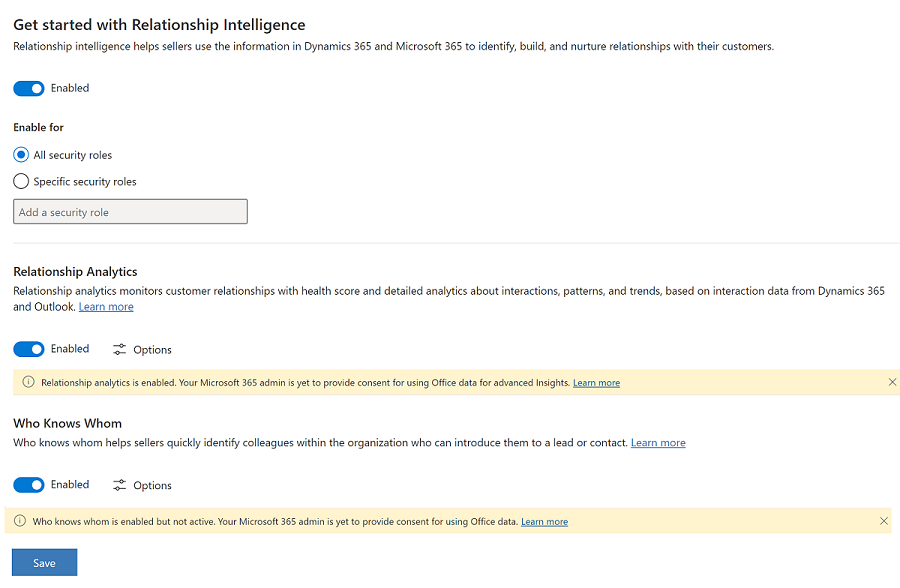 Get started with Relationship Intelligence
Relationship intelligence helps sellers use the information in Dynamics 365 and Microsoft 365 to identify, build, and nurture relationships with their customers.
Enabled
Enable for
All security roles
Specific security roles
Add a security role
Relationship Analytics
Relationship analytics monitors customer relationships with health score and detailed analytics about interactions, patterns, and trends, based on interaction data from Dynamics 365
and Outlook. Learn more
Enabled Options
Relationship analytics is enabled. Your Microsoft 365 admin is yet to provide consent for using Office data for advanced Insights. Learn more
Who Knows Whom
Who knows whom helps sellers quickly identify colleagues within the organization who can introduce them to a lead or contact. Learn more
Enabled Options
Who knows whom is enabled but not active. Your Microsoft 365 admin is yet to provide consent for using Office data. Learn more
Save